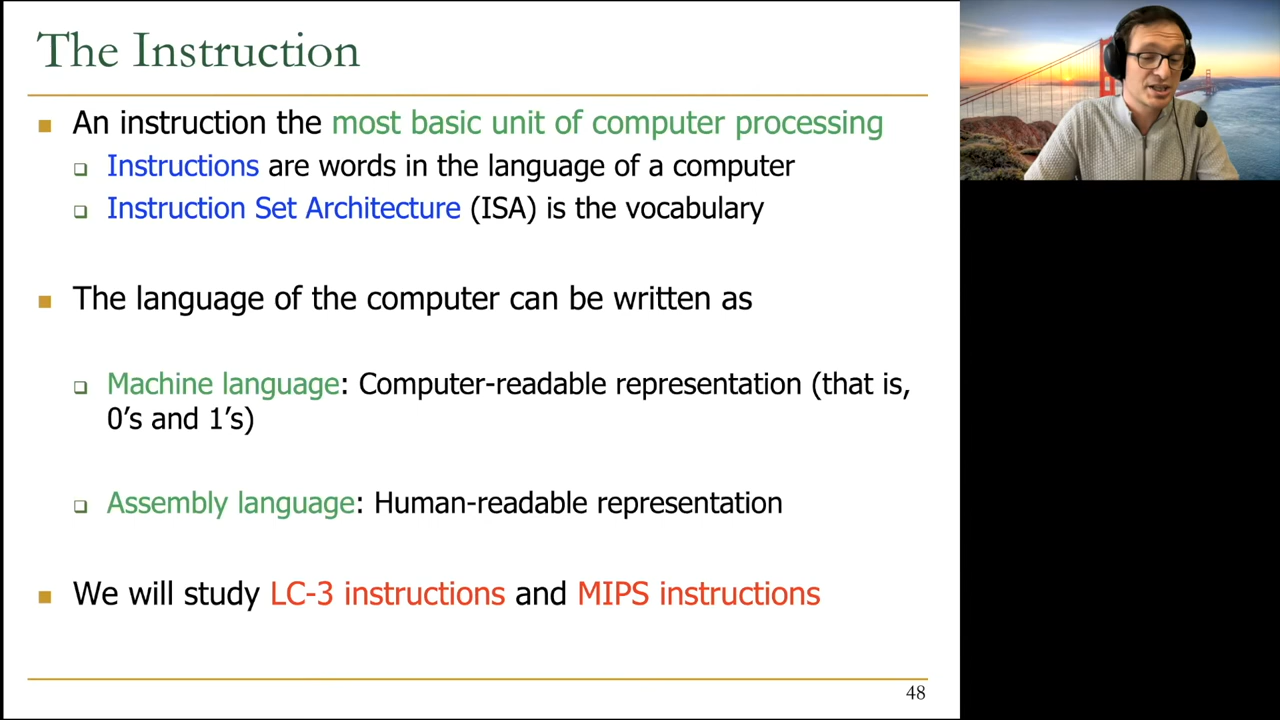 The Instruction
■ An instruction the most basic unit of computer processing
❑ Instructions are words in the language of a computer
❑ Instruction Set Architecture (ISA) is the vocabulary
■ The language of the computer can be written as
❑ Machine language: Computer-readable representation (that is,
0’s and 1’s)
❑ Assembly language: Human-readable representation
■ We will study LC-3 instructions and MIPS instructions
48